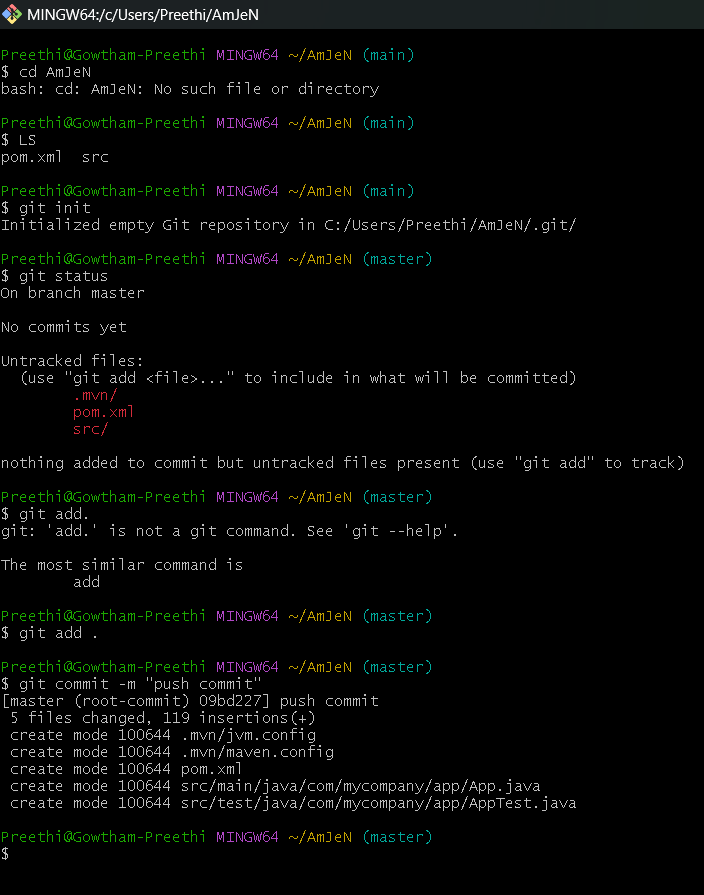 MINGW64:/c/Users/Preethi/AmJeN
Preethi@Gowtham-Preethi MINGW64 ~/AmJeN (main)
$ cd AmJeN
bash: cd: AmJeN: No such file or directory
Preethi@Gowtham-Preethi MINGW64 ~/AmJeN (main)
$ LS
pom.xml  src
Preethi@Gowtham-Preethi MINGW64 ~/AmJeN (main)
$ git init
Initialized empty Git repository in C:/Users/Preethi/AmJeN/.git/
Preethi@Gowtham-Preethi MINGW64 ~/AmJeN (master)
$ git status
On branch master
No commits yet
Untracked files:
  (use "git add <file>..." to include in what will be committed)
        .mvn/
        pom.xml
        src/
nothing added to commit but untracked files present (use "git add" to track)
Preethi@Gowtham-Preethi MINGW64 ~/AmJeN (master)
$ git add.
git: 'add.' is not a git command. See 'git --help'.
The most similar command is
        add
Preethi@Gowtham-Preethi MINGW64 ~/AmJeN (master)
$ git add .
Preethi@Gowtham-Preethi MINGW64 ~/AmJeN (master)
$ git commit -m "push commit"
[master (root-commit) 09bd227] push commit
 5 files changed, 119 insertions(+)
 create mode 100644 .mvn/jvm.config
 create mode 100644 .mvn/maven.config
 create mode 100644 pom.xml
 create mode 100644 src/main/java/com/mycompany/app/App.java
 create mode 100644 src/test/java/com/mycompany/app/AppTest.java
Preethi@Gowtham-Preethi MINGW64 ~/AmJeN (master)
$